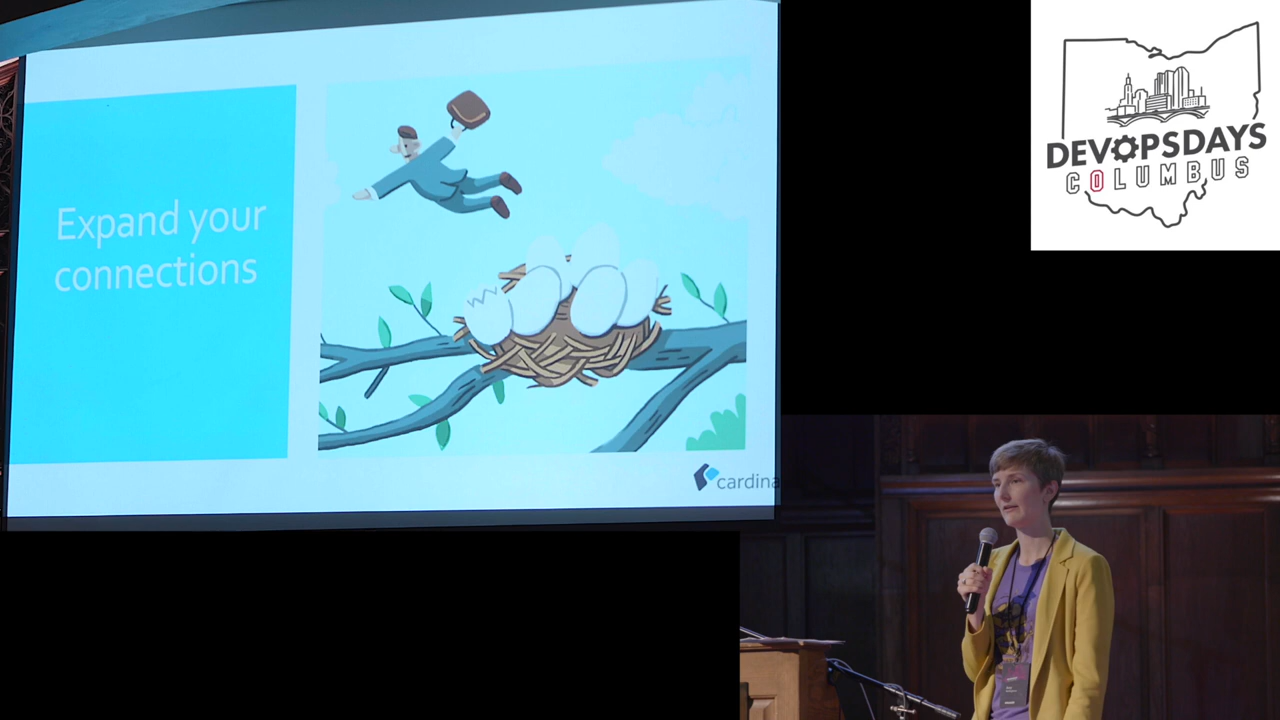 Expand your
connections
cardina
DEVOPSDAYS
COLUMBUS